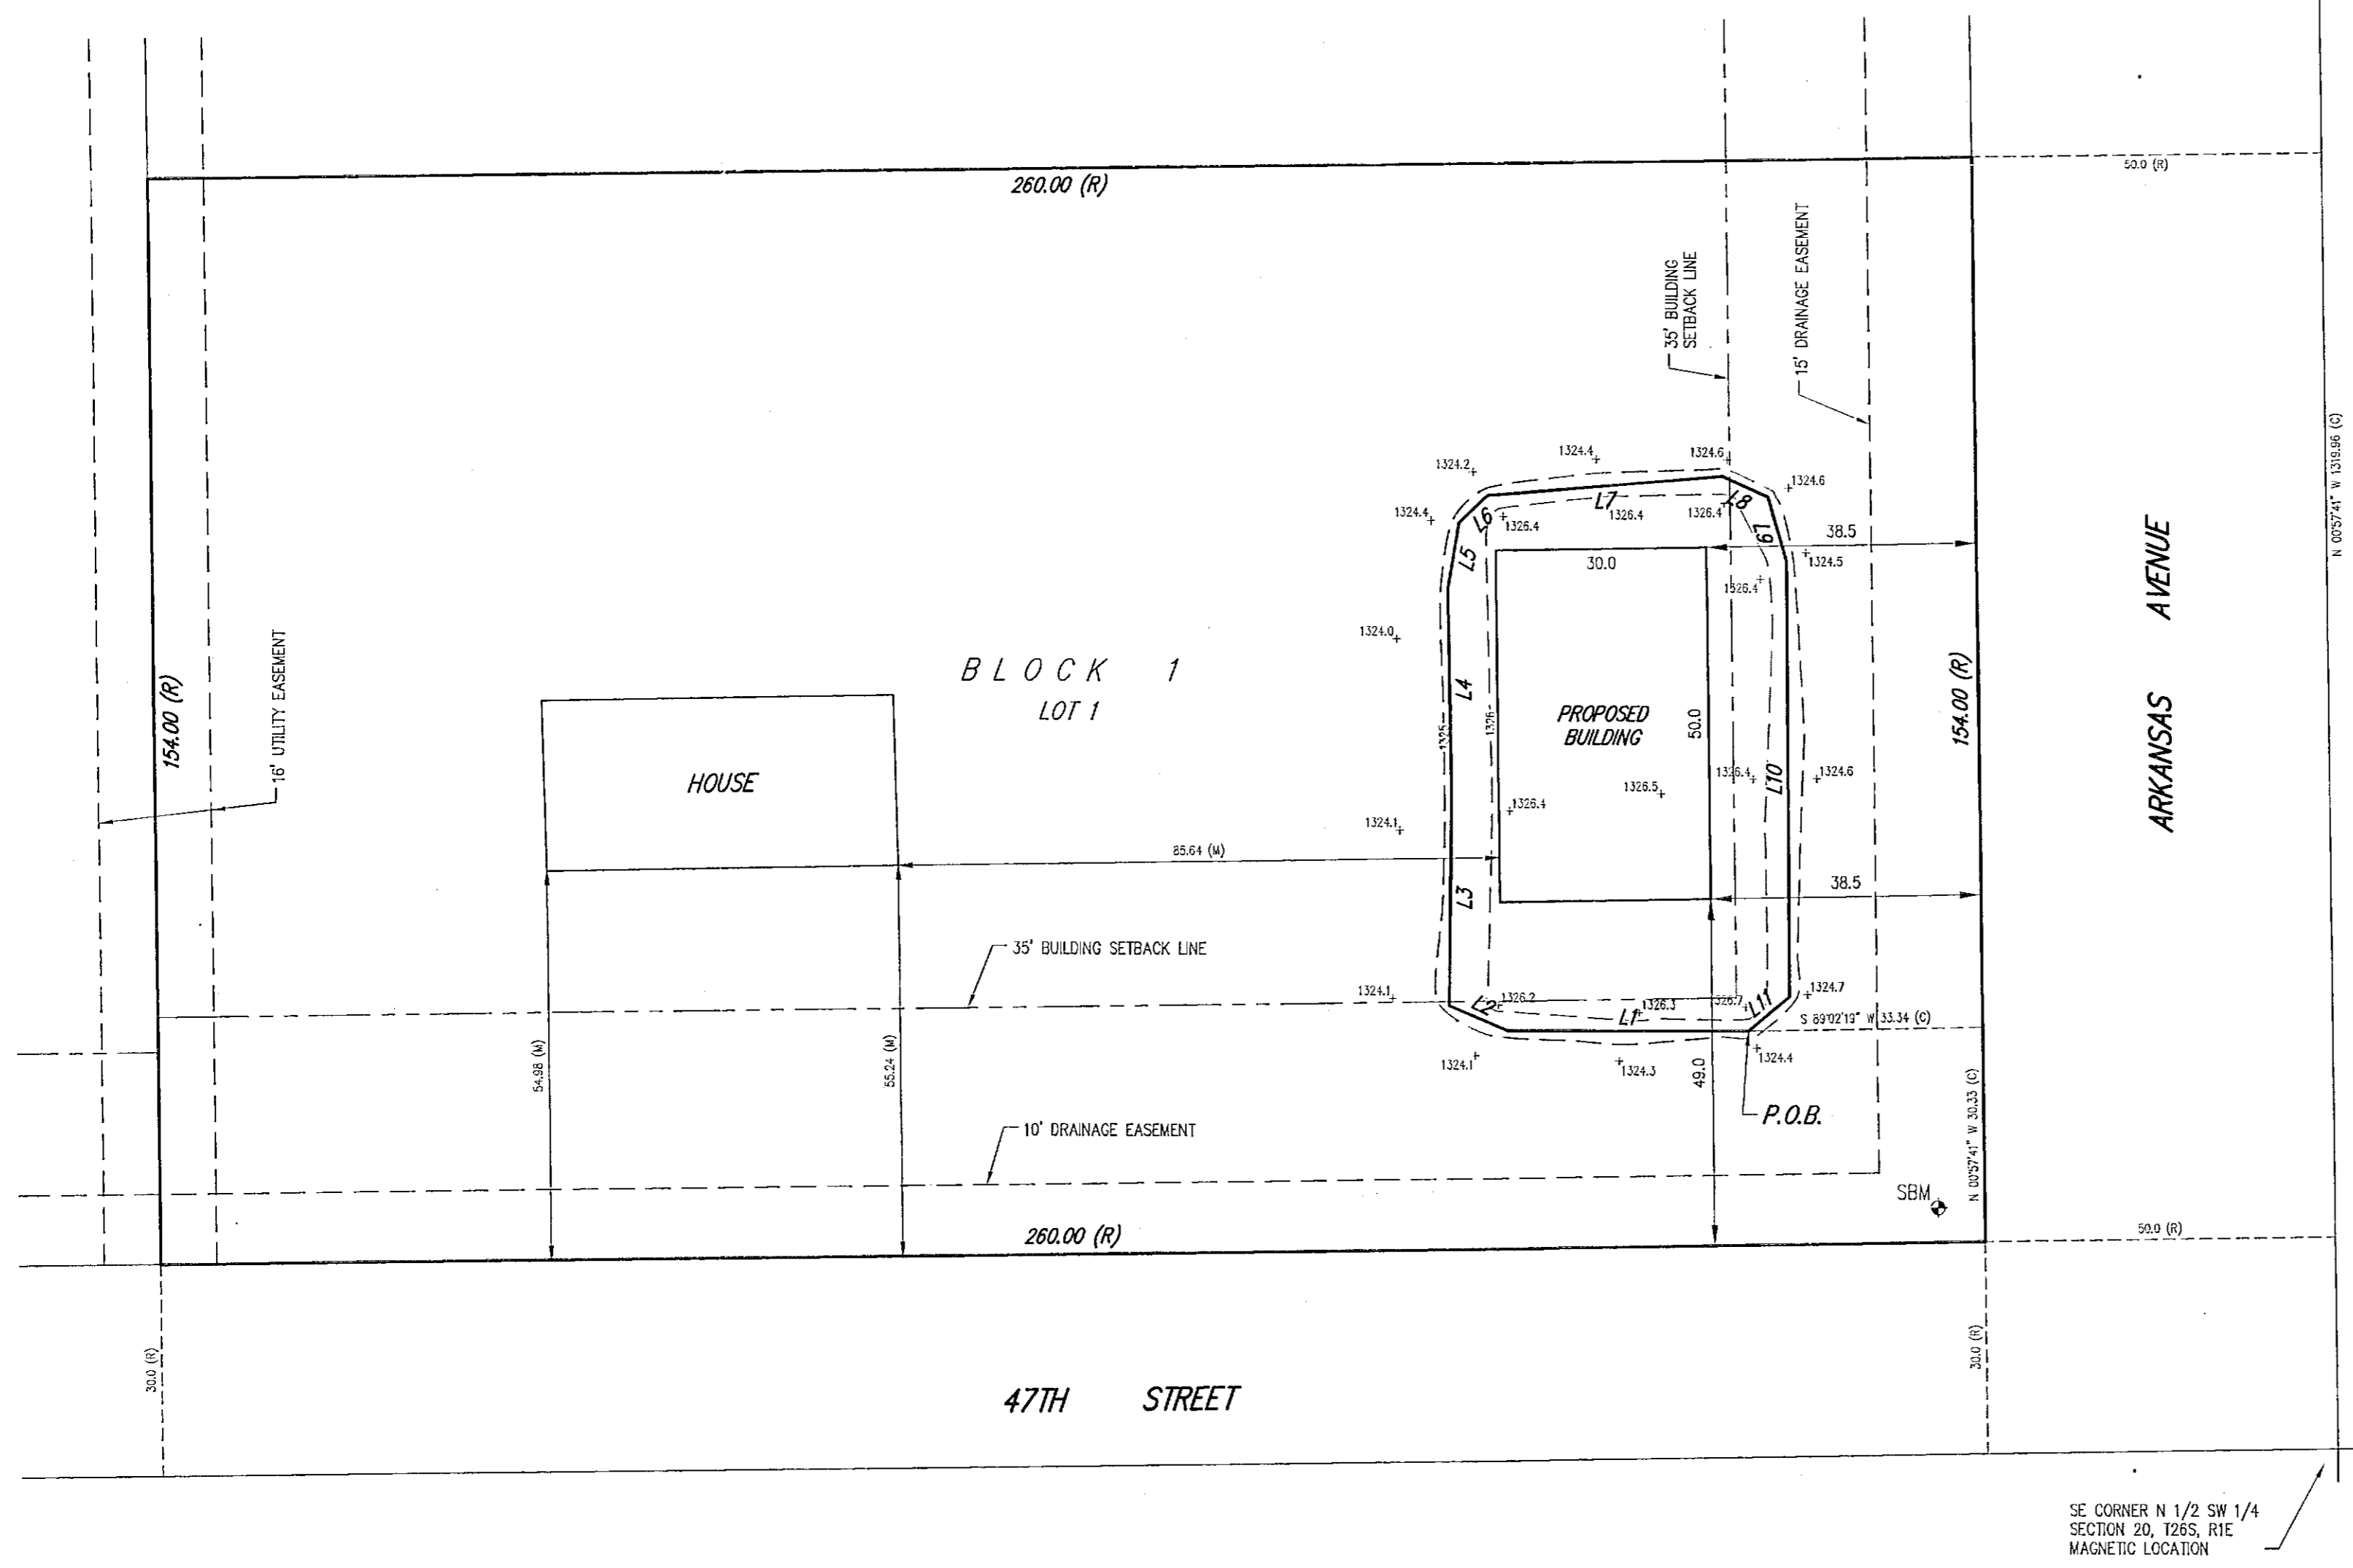 260.00 (R)
50.0 (R)
35' BUILDING
SETBACK LINE
15' DRAINAGE EASEMENT
N 00°57'41" W 1319.96 (C)
1324.2
1324.4
1324.6
1324.6
1324.4
L6
1326.4
L7
1326.4
1326.4
L8
L9
38.5
1324.5
L5
30.0
1326.4
ARKANSAS AVENUE
154.00 (R)
16' UTILITY EASEMENT
BLOCK 1
LOT 1
1324.0
1325
L4
1326
PROPOSED
BUILDING
50.0
154.00 (R)
HOUSE
1326.4
1326.5
1326.4
L10
1324.6
1324.1
85.64 (M)
L3
38.5
35' BUILDING SETBACK LINE
1324.1
L2
1326.2
1326.3
L1
1326.7
L11
1324.7
S 89°02'19" W 33.34 (C)
54.98 (M)
55.24 (M)
1324.1
1324.3
49.0
1324.4
P.O.B.
N 00°57'41" W 30.33 (C)
10' DRAINAGE EASEMENT
SBM
260.00 (R)
50.0 (R)
30.0 (R)
30.0 (R)
47TH STREET
SE CORNER N 1/2 SW 1/4
SECTION 20, T26S, R1E
MAGNETIC LOCATION